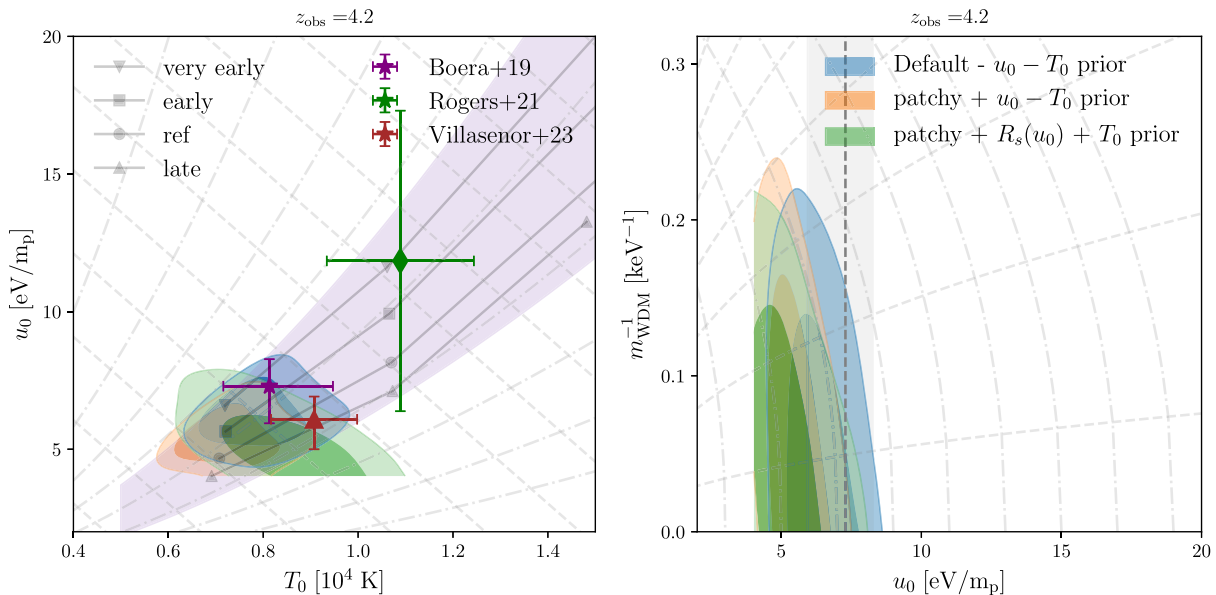 z_obs =4.2
very early
early
ref
late
Boera+19
Rogers+21
Villasenor+23
20
15
10
5
u_0 [eV/m_p]
0.4
0.6
0.8
1.0
1.2
1.4
T_0 [10^4 K]
z_obs =4.2
Default - u_0 − T_0 prior
patchy + u_0 − T_0 prior
patchy + R_s(u_0) + T_0 prior
0.3
0.2
0.1
0.0
m_WDM^−1 [keV^−1]
5
10
15
20
u_0 [eV/m_p]